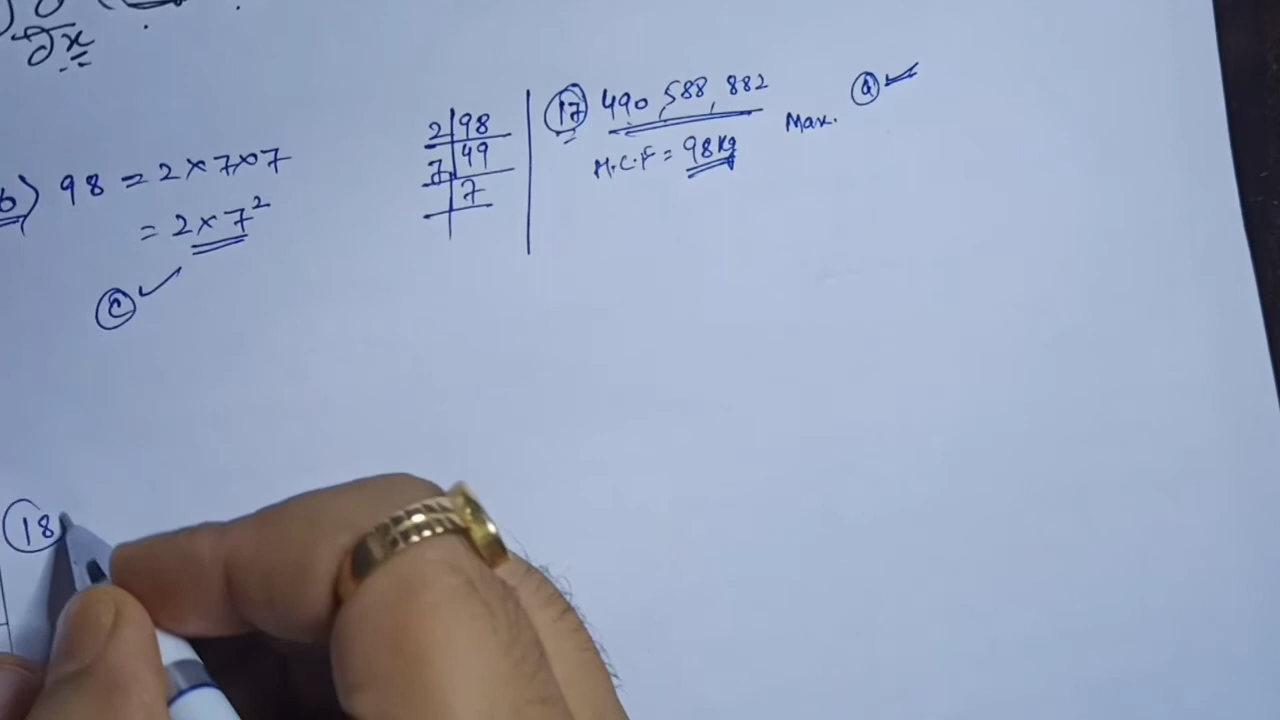 ∂x
6) 98 = 2×7×7
= 2×7²
(C) ✓
2 | 98
7 | 49
7
(17) 490, 588, 882
H.C.F = 98 Kg
Max.
(a) ✓
(18